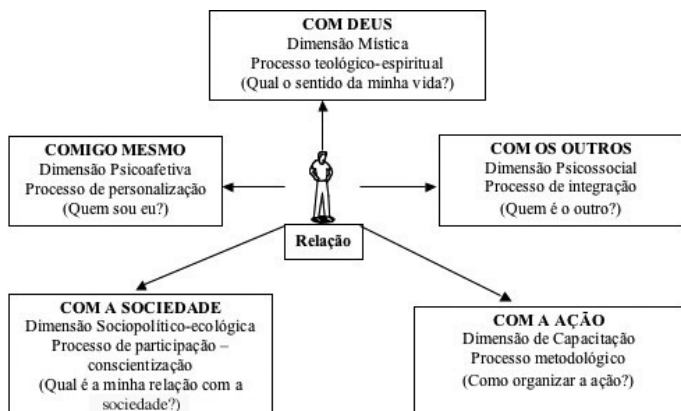 COM DEUS
Dimensão Mística
Processo teológico-espiritual
(Qual o sentido da minha vida?)
COMIGO MESMO
Dimensão Psicoafetiva
Processo de personalização
(Quem sou eu?)
COM OS OUTROS
Dimensão Psicossocial
Processo de integração
(Quem é o outro?)
Relação
COM A SOCIEDADE
Dimensão Sociopolítico-ecológica
Processo de participação –
conscientização
(Qual é a minha relação com a
sociedade?)
COM A AÇÃO
Dimensão de Capacitação
Processo metodológico
(Como organizar a ação?)